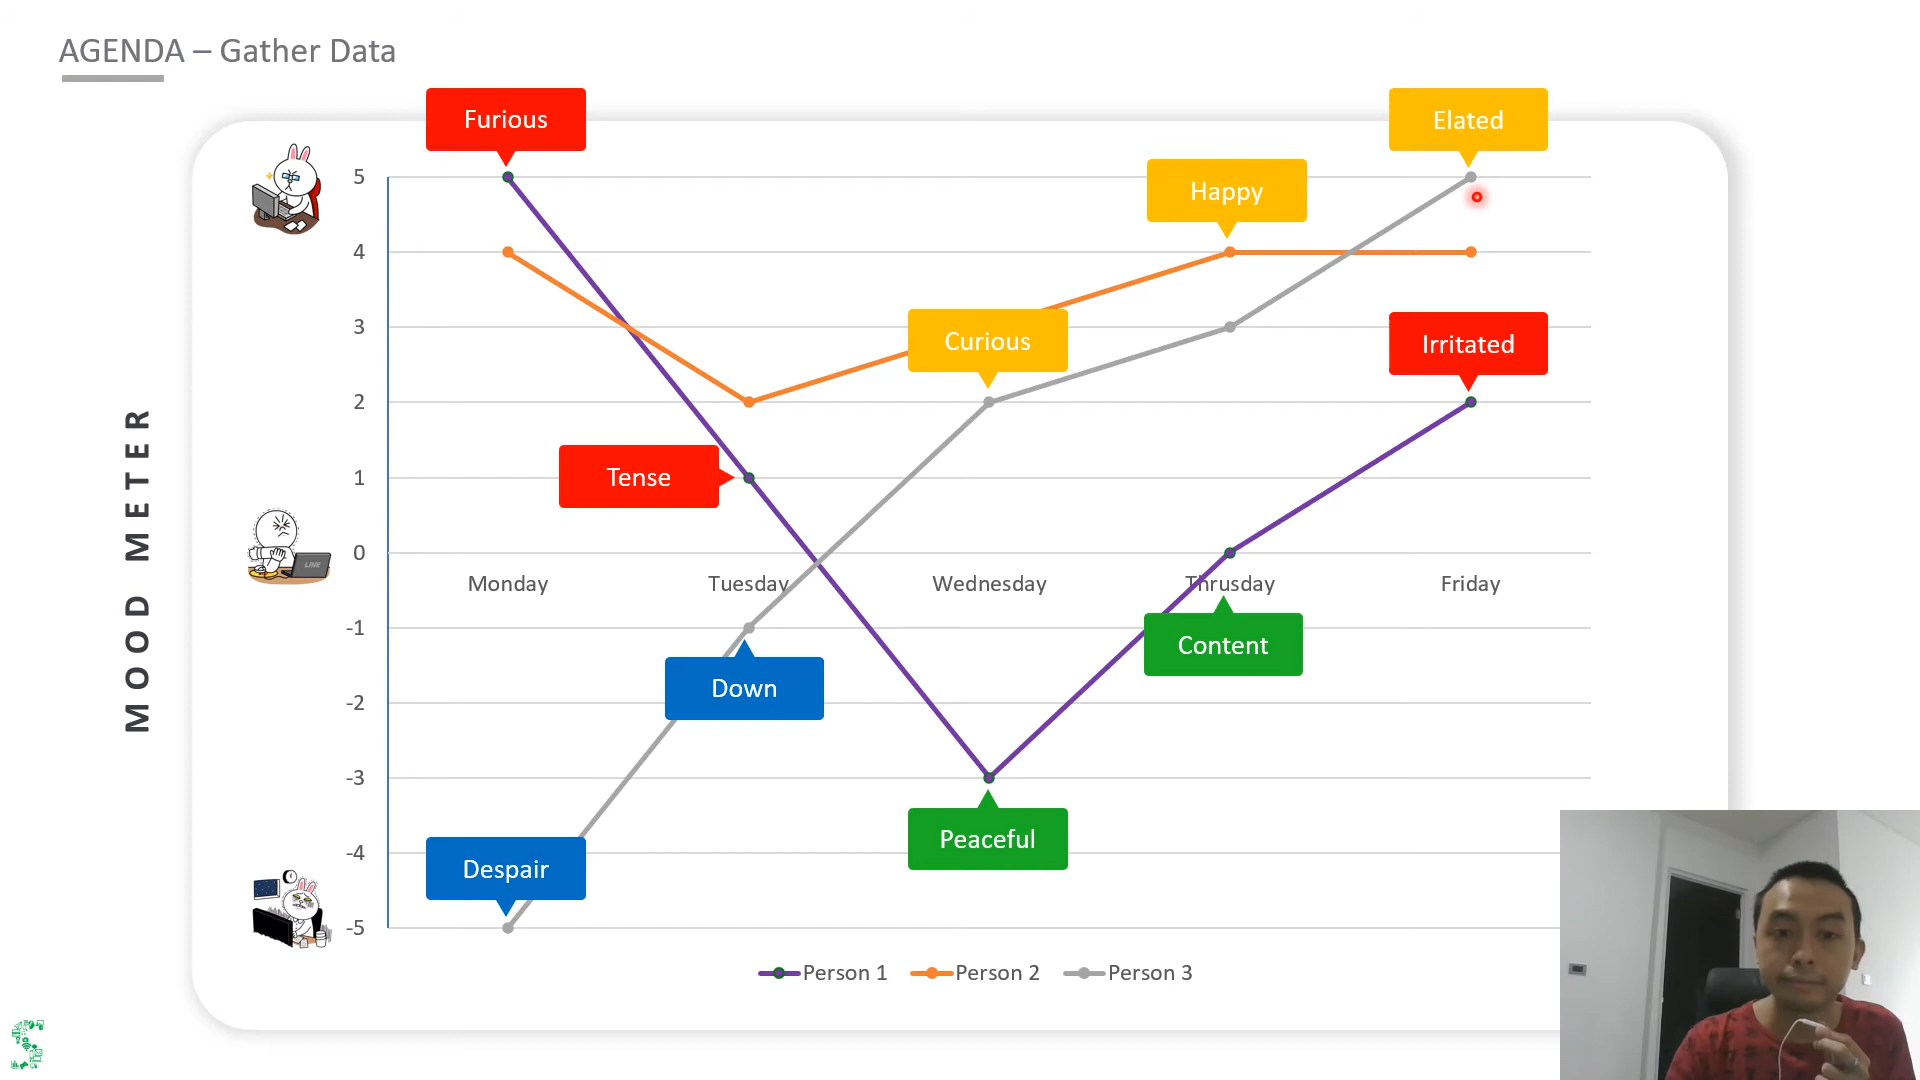 AGENDA – Gather Data
Furious
Elated
Happy
Curious
Irritated
Tense
Down
Content
Peaceful
Despair
MOOD METER
5
4
3
2
1
0
-1
-2
-3
-4
-5
Monday
Tuesday
Wednesday
Thrusday
Friday
LINE
Person 1
Person 2
Person 3